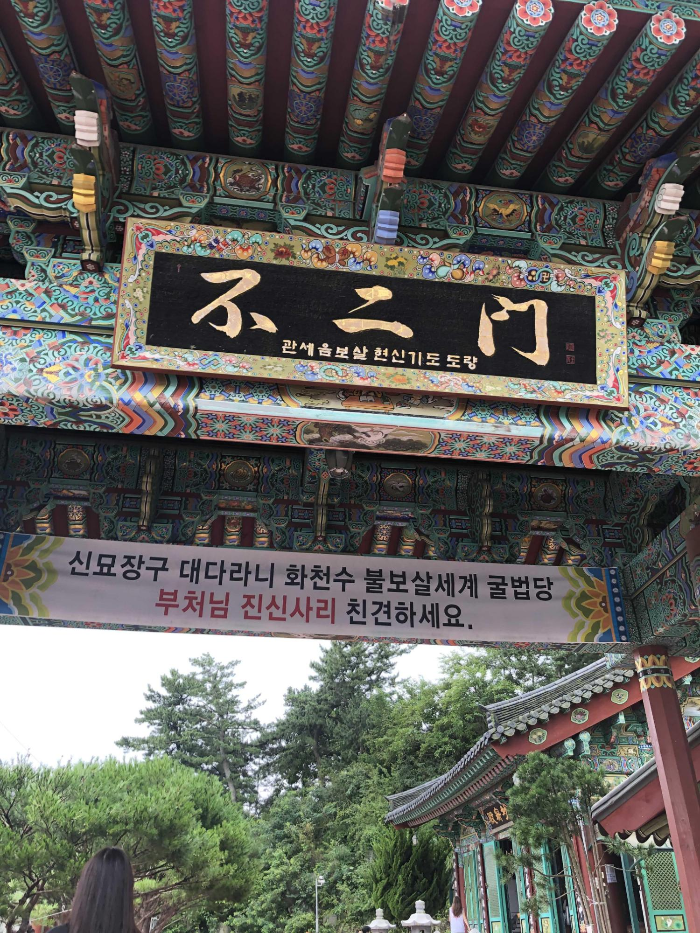 不二门
관세음보살 현신기도 도량
신묘장구 대다라니 화천수 불보살세계 굴법당
부처님 진신사리 친견하세요.